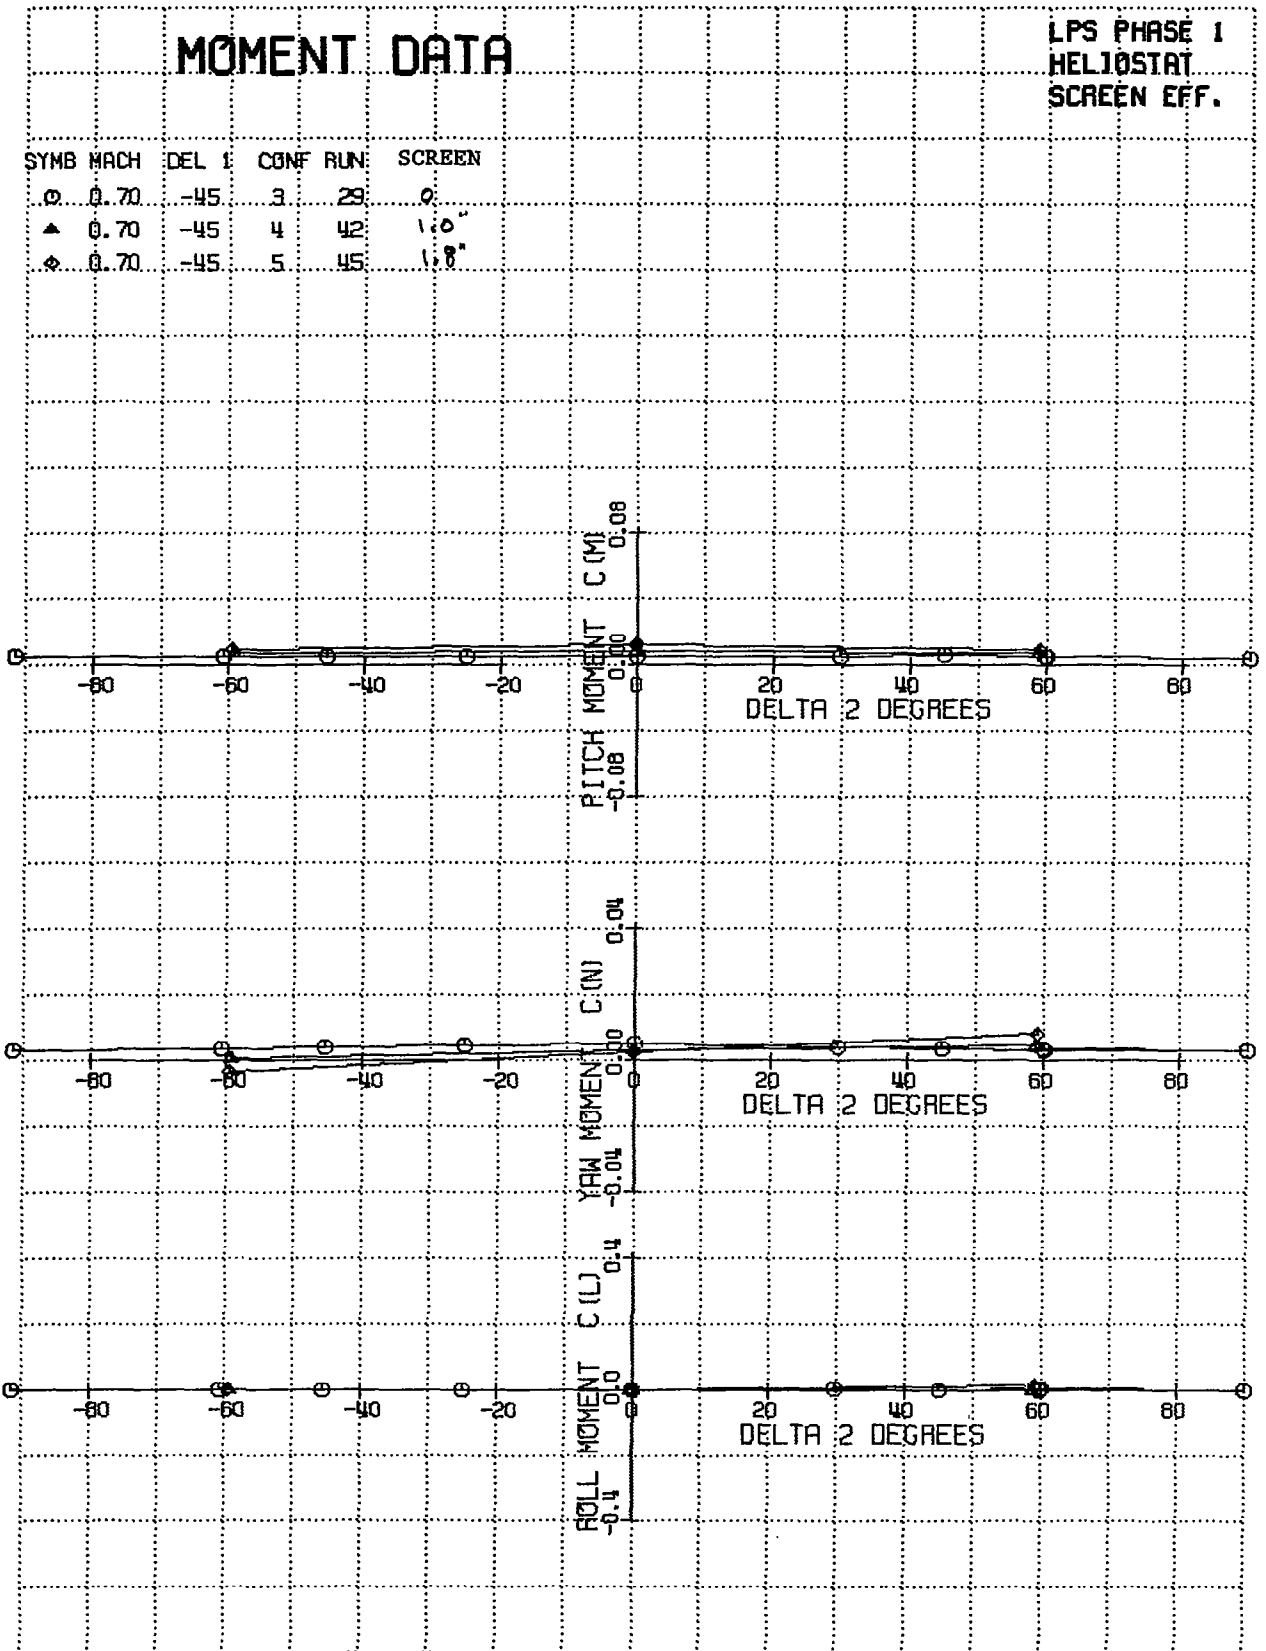 MOMENT DATA
LPS PHASE 1
HELIOSTAT
SCREEN EFF.
SYMB MACH DEL 1 CONF RUN SCREEN
0.70 -45 3 29 0
0.70 -45 4 42 1.0"
0.70 -45 5 45 1.8"
PITCH MOMENT C(M)
0.08
0.00
-0.08
-80 -60 -40 -20 0 20 40 60 80
DELTA 2 DEGREES
YAW MOMENT C(N)
0.04
0.00
-0.04
-80 -60 -40 -20 0 20 40 60 80
DELTA 2 DEGREES
ROLL MOMENT C(L)
0.4
0.0
-0.4
-80 -60 -40 -20 0 20 40 60 80
DELTA 2 DEGREES